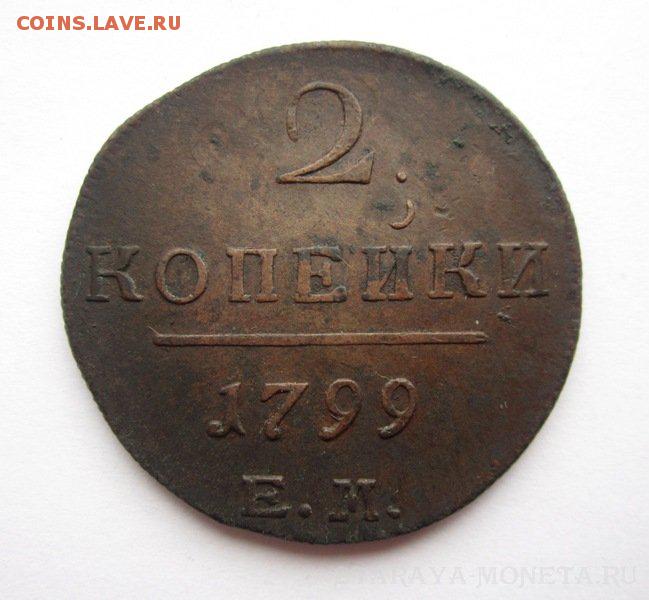 COINS.LAVE.RU
2.
КОПЕЙКИ
1799
Е.М.
STARAYA-MONETA.RU